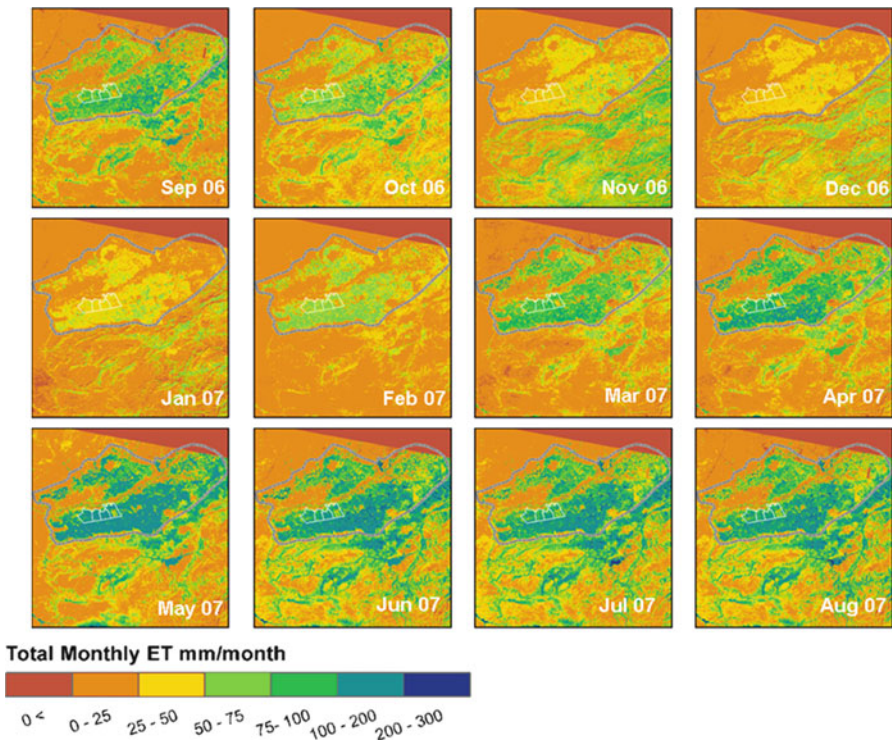 Sep 06
Oct 06
Nov 06
Dec 06
Jan 07
Feb 07
Mar 07
Apr 07
May 07
Jun 07
Jul 07
Aug 07
Total Monthly ET mm/month
0 <
0 - 25
25 - 50
50 - 75
75- 100
100 - 200
200 - 300